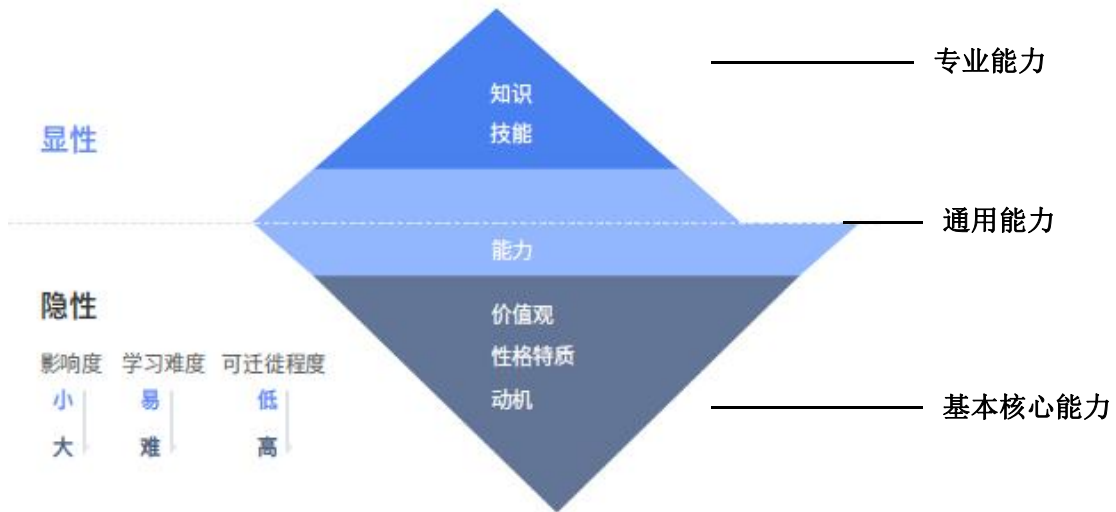 专业能力
知识
技能
显性
通用能力
能力
隐性
价值观
影响度 学习难度 可迁徙程度
性格特质
小 易 低
动机
基本核心能力
大 难 高